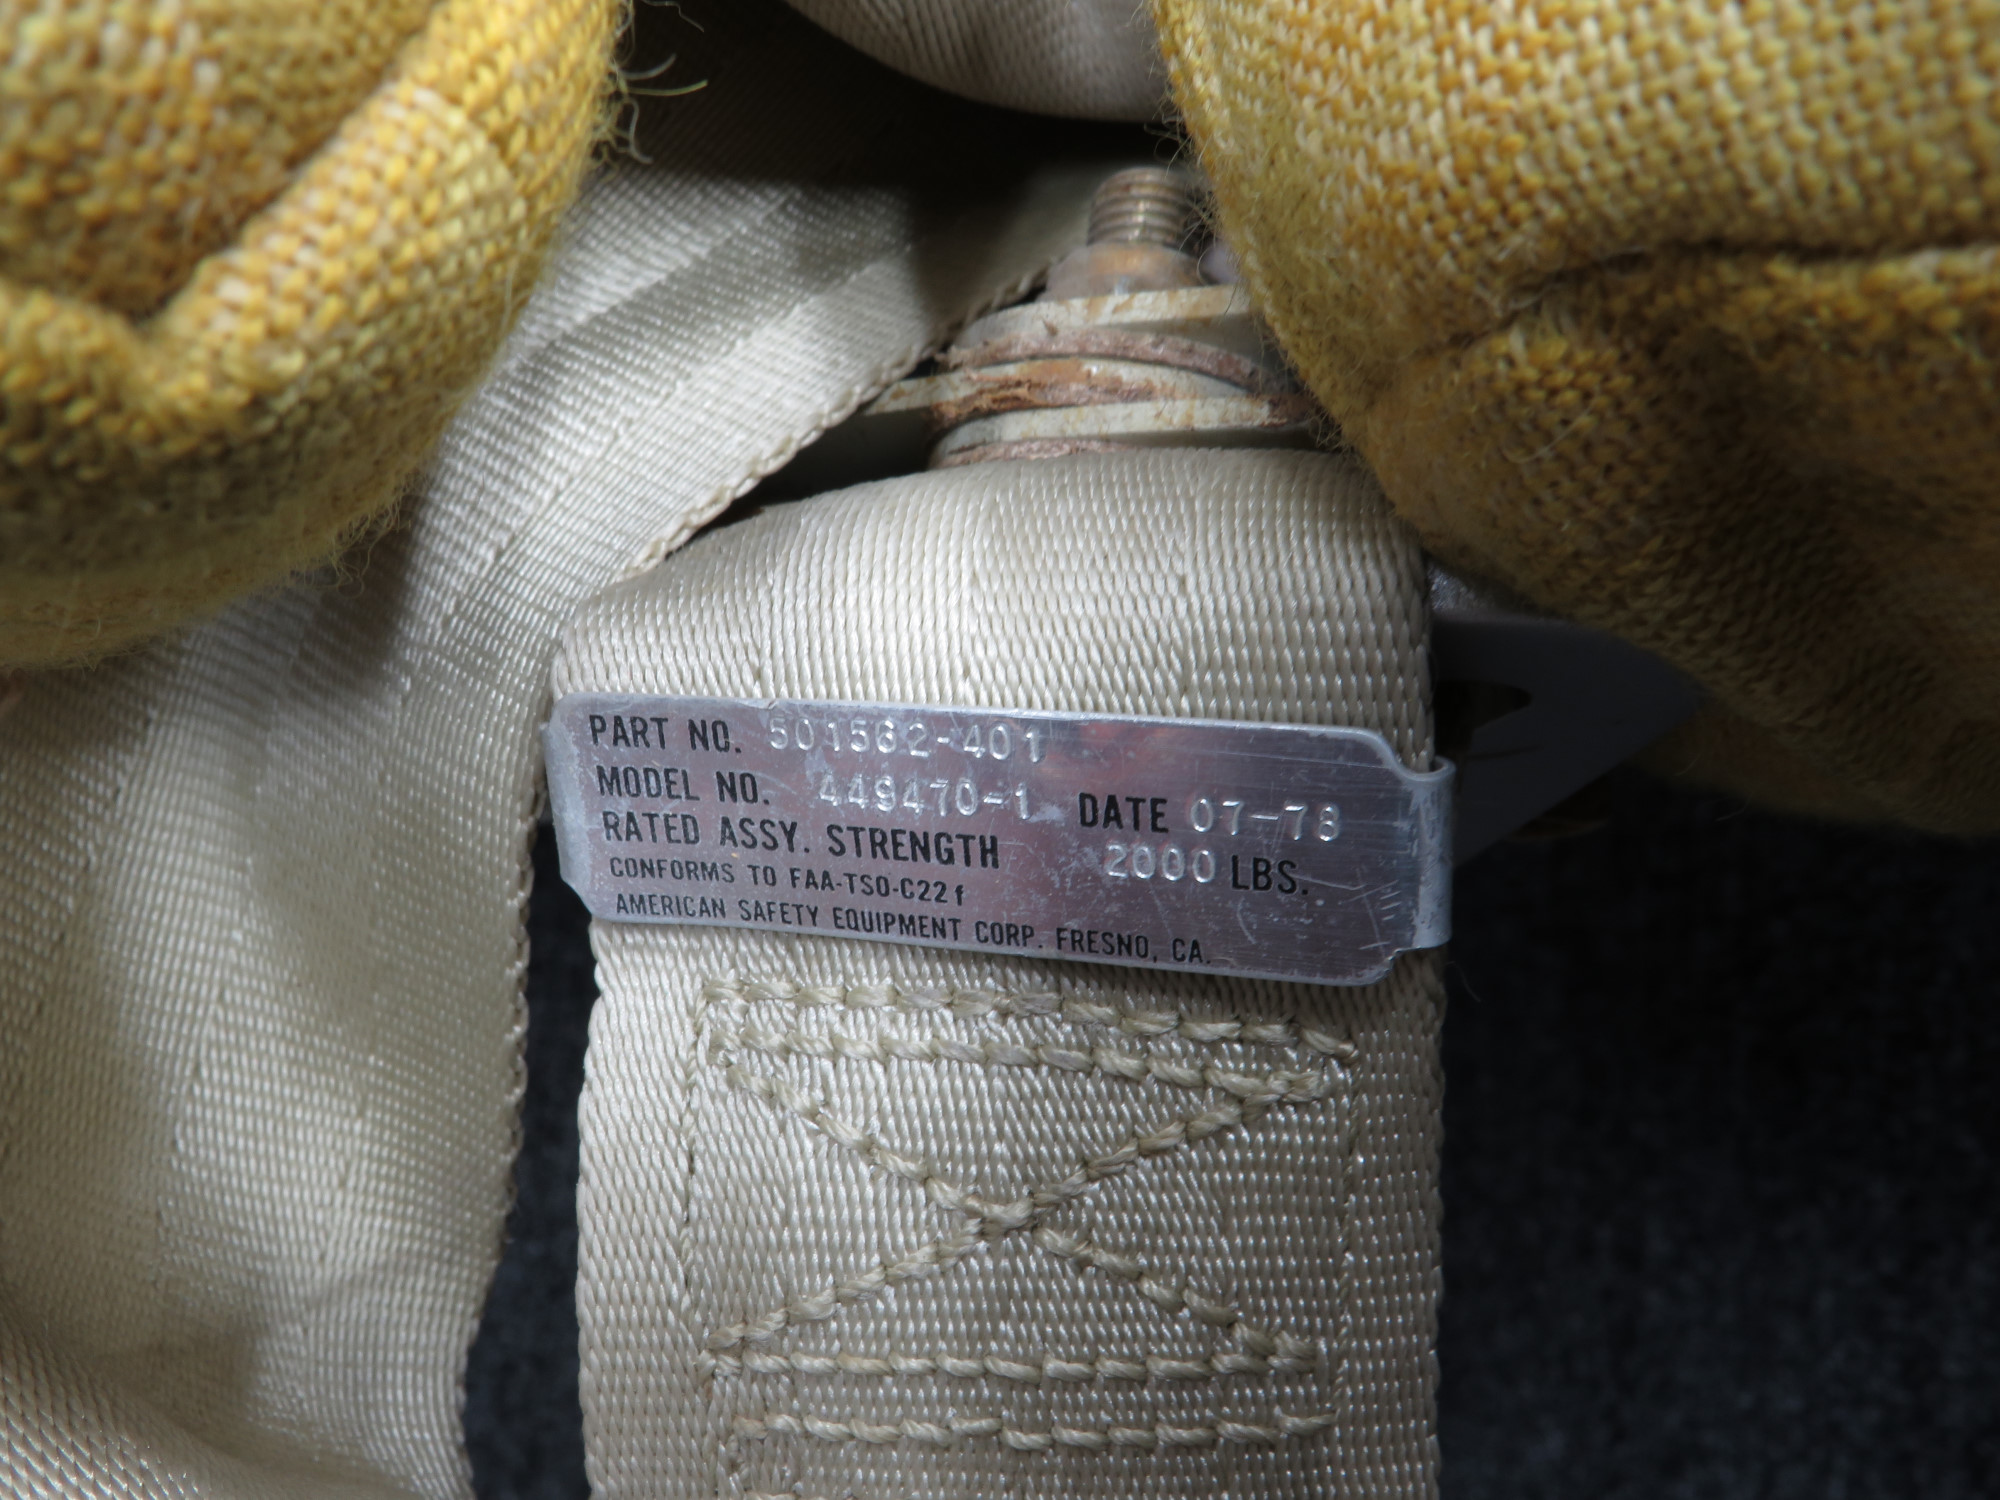 PART NO. 501582-401
MODEL NO. 449470-1 DATE 07-78
RATED ASSY. STRENGTH 2000 LBS.
CONFORMS TO FAA-TSO-C22f
AMERICAN SAFETY EQUIPMENT CORP. FRESNO, CA.